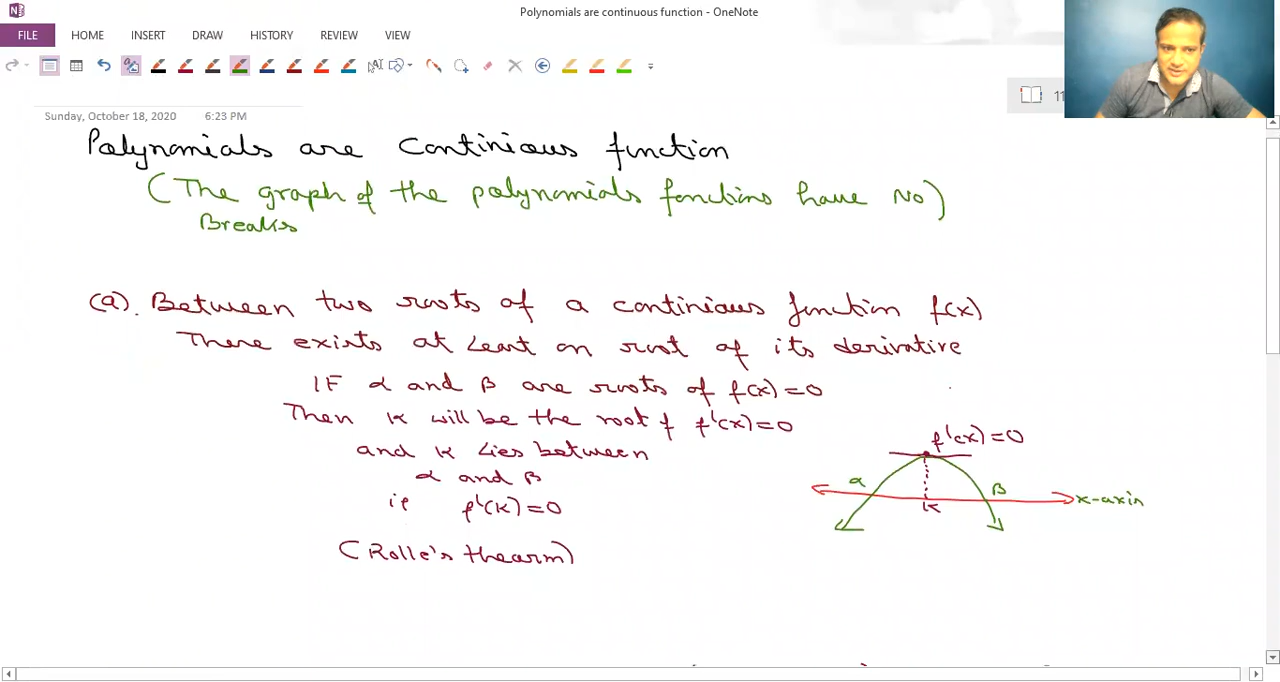 Polynomials are continuous function - OneNote
FILE HOME INSERT DRAW HISTORY REVIEW VIEW
11
Sunday, October 18, 2020 6:23 PM
Polynomials are Continious function
(The graph of the polynomials fonctions have No)
Breaks
(a). Between two roots of a continious function f(x)
There exists at Least on root of its derivative
IF α and β are roots of f(x)=0
Then K will be the root f f'(x)=0
and K Lies between
α and β
ie f'(K)=0
(Rolle's thearm)
f'(x)=0
α β
x-axis
K